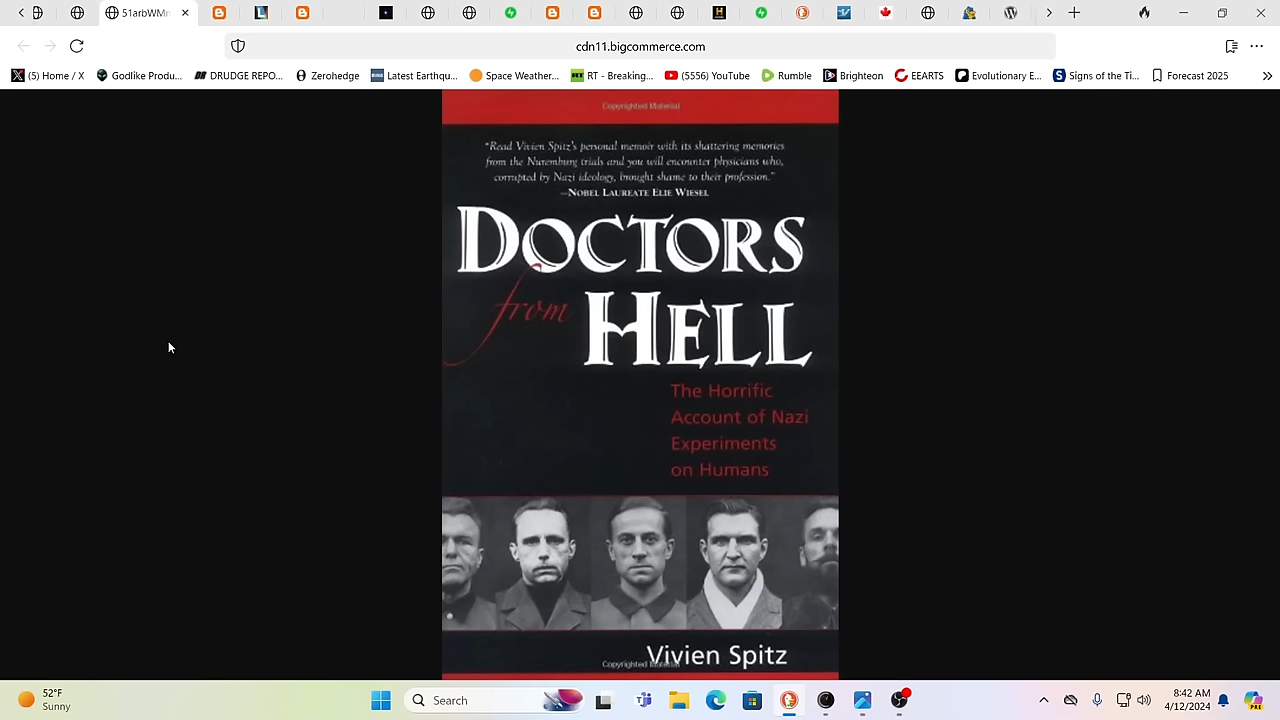 51arbWMn
cdn11.bigcommerce.com
(5) Home / X
Godlike Produ...
DRUDGE REPO...
Zerohedge
Latest Earthqu...
Space Weather...
RT - Breaking...
(5556) YouTube
Rumble
Brighteon
EEARTS
Evolutionary E...
Signs of the Ti...
Forecast 2025
Copyrighted Material
"Read Vivien Spitz's personal memoir with its shattering memories
from the Nuremburg trials and you will encounter physicians who,
corrupted by Nazi ideology, brought shame to their profession."
—NOBEL LAUREATE ELIE WIESEL
DOCTORS
from HELL
The Horrific
Account of Nazi
Experiments
on Humans
Vivien Spitz
Copyrighted Material
52°F
Sunny
Search
8:42 AM
4/12/2024